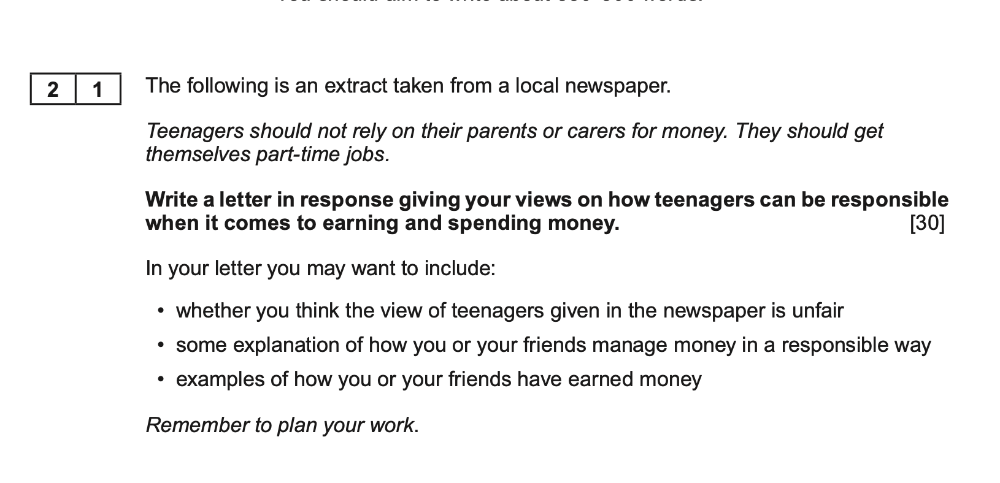 2 1 The following is an extract taken from a local newspaper.
Teenagers should not rely on their parents or carers for money. They should get
themselves part-time jobs.
Write a letter in response giving your views on how teenagers can be responsible
when it comes to earning and spending money. [30]
In your letter you may want to include:
• whether you think the view of teenagers given in the newspaper is unfair
• some explanation of how you or your friends manage money in a responsible way
• examples of how you or your friends have earned money
Remember to plan your work.